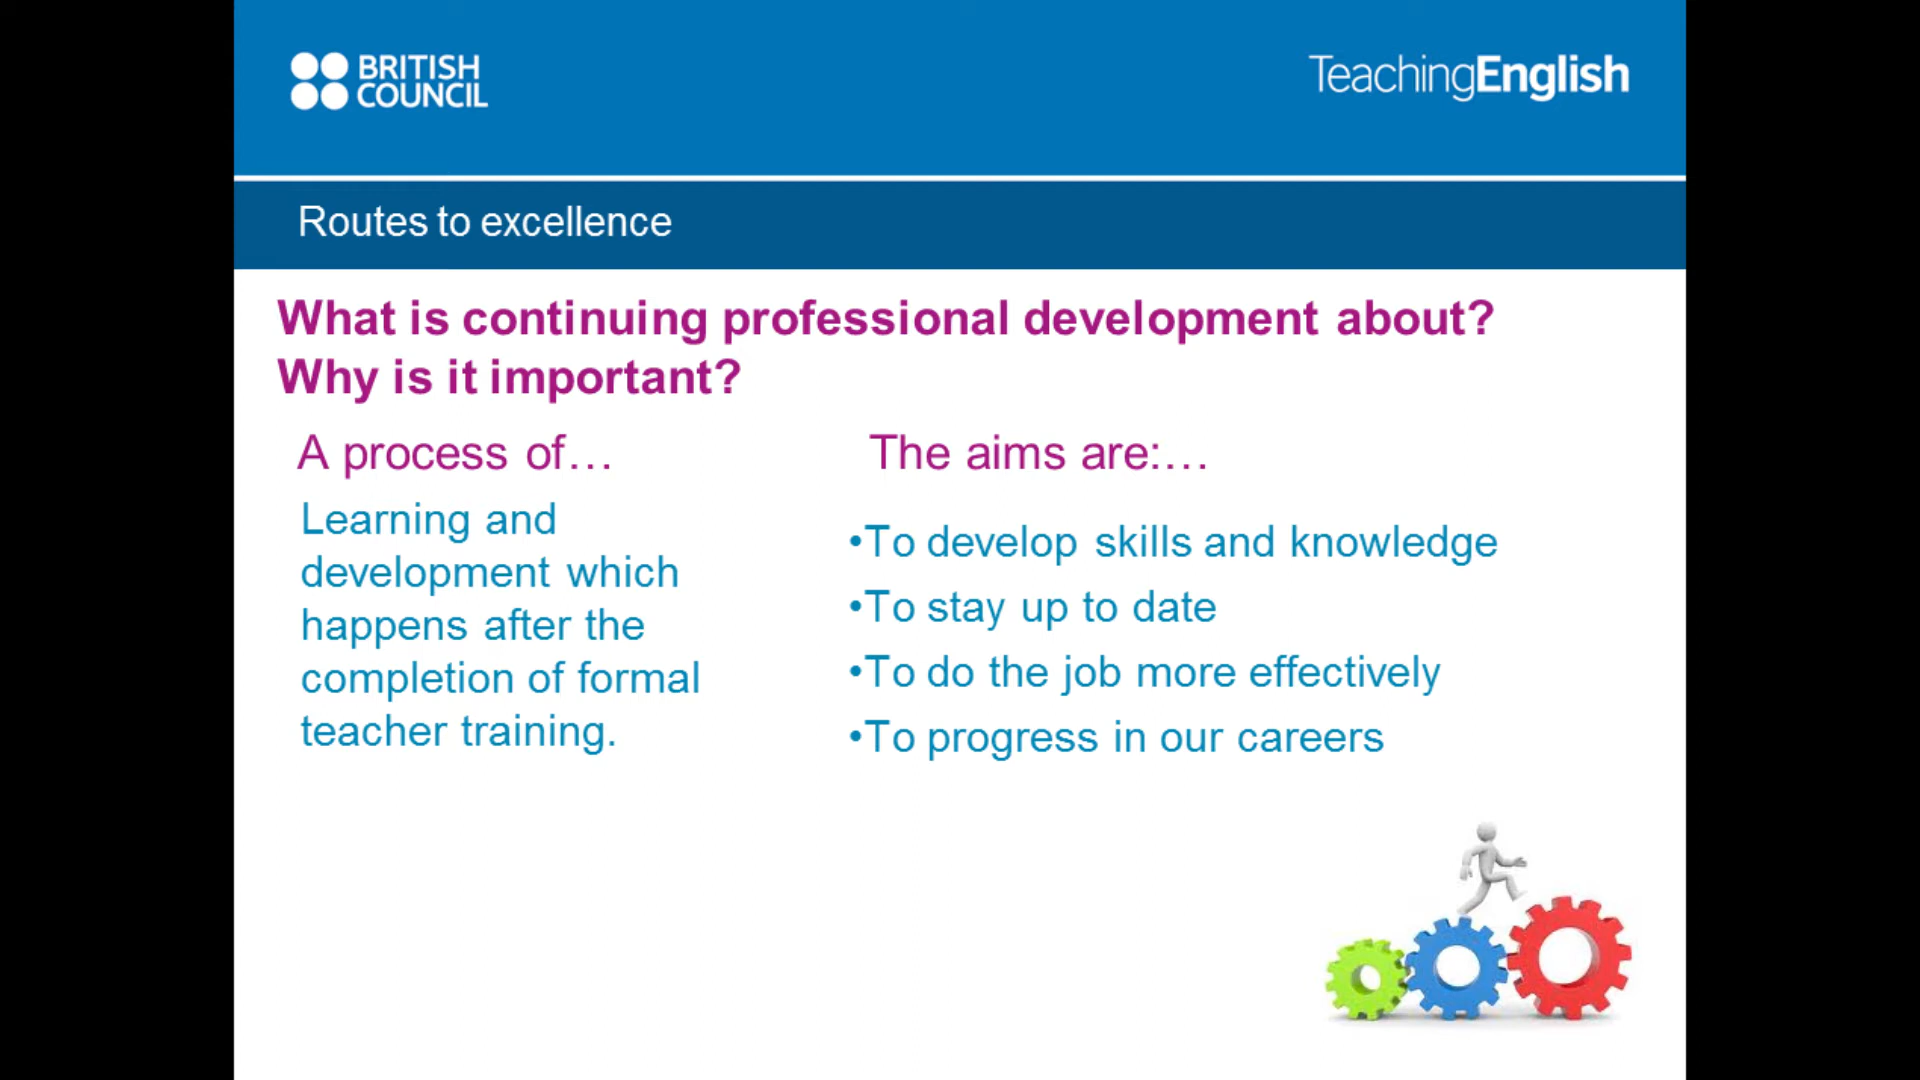 BRITISH
COUNCIL
TeachingEnglish
Routes to excellence
What is continuing professional development about?
Why is it important?
A process of…
Learning and
development which
happens after the
completion of formal
teacher training.
The aims are:…
•To develop skills and knowledge
•To stay up to date
•To do the job more effectively
•To progress in our careers